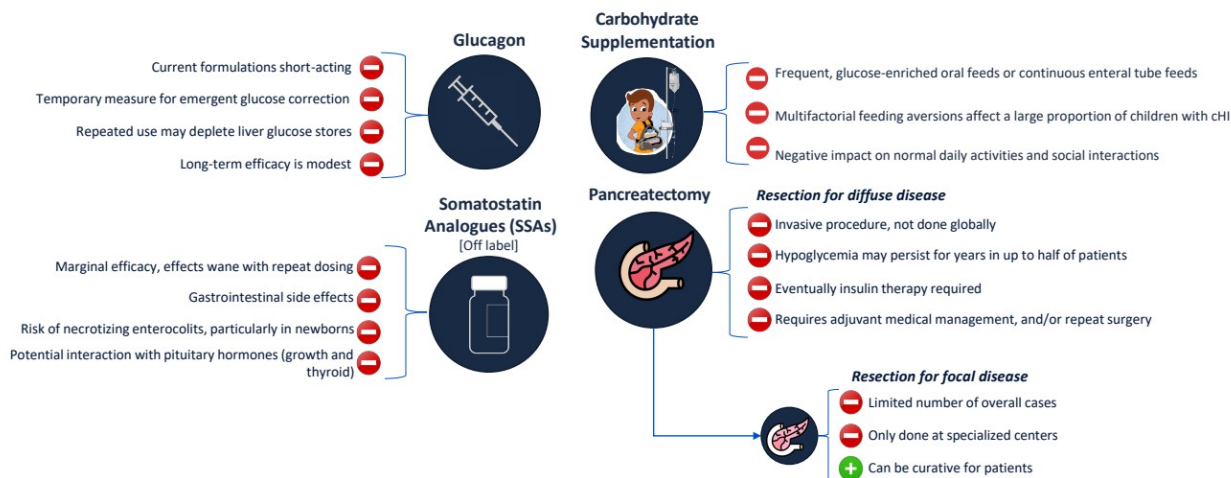 Glucagon
Current formulations short-acting
Temporary measure for emergent glucose correction
Repeated use may deplete liver glucose stores
Long-term efficacy is modest
Carbohydrate
Supplementation
Frequent, glucose-enriched oral feeds or continuous enteral tube feeds
Multifactorial feeding aversions affect a large proportion of children with cHI
Negative impact on normal daily activities and social interactions
Somatostatin
Analogues (SSAs)
[Off label]
Marginal efficacy, effects wane with repeat dosing
Gastrointestinal side effects
Risk of necrotizing enterocolits, particularly in newborns
Potential interaction with pituitary hormones (growth and
thyroid)
Pancreatectomy
Resection for diffuse disease
Invasive procedure, not done globally
Hypoglycemia may persist for years in up to half of patients
Eventually insulin therapy required
Requires adjuvant medical management, and/or repeat surgery
Resection for focal disease
Limited number of overall cases
Only done at specialized centers
Can be curative for patients